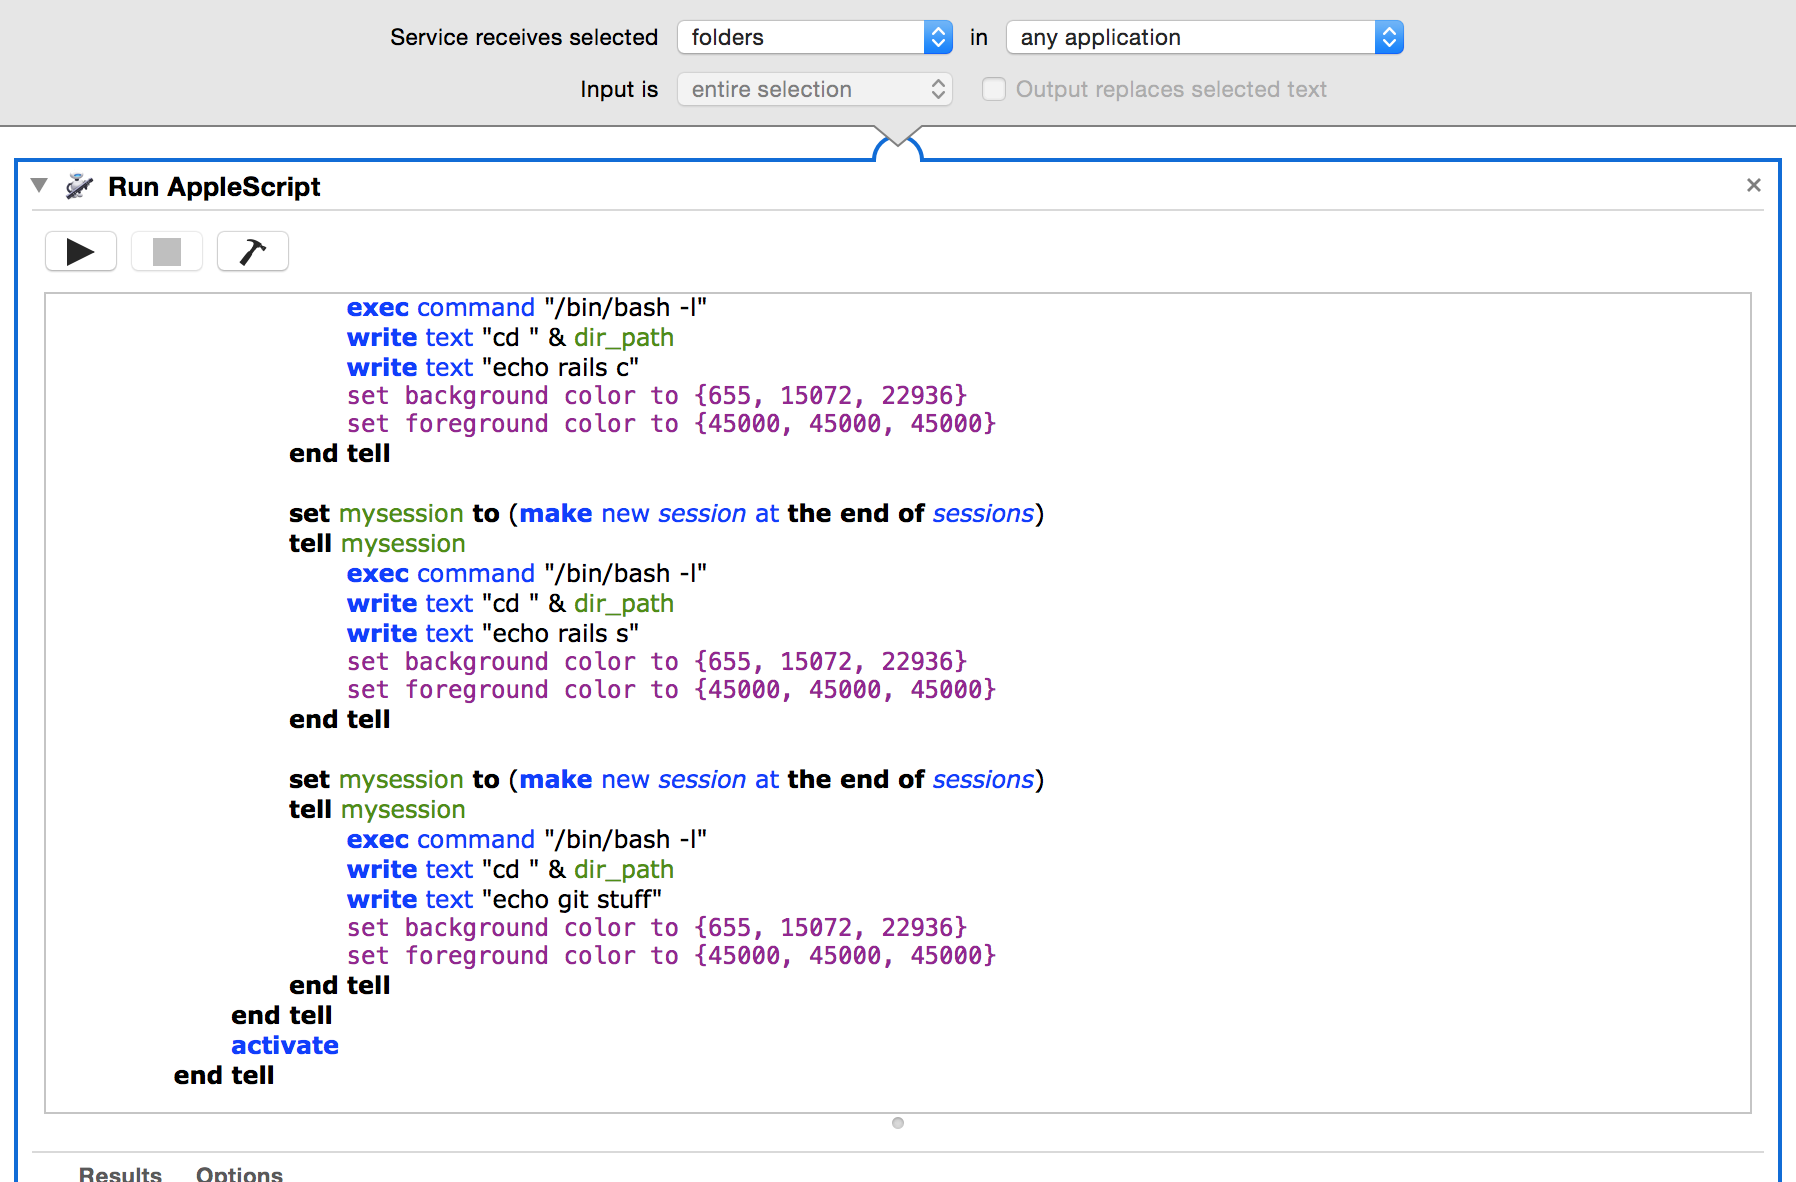 Service receives selected folders in any application
Input is entire selection Output replaces selected text
Run AppleScript
exec command "/bin/bash -l"
write text "cd " & dir_path
write text "echo rails c"
set background color to {655, 15072, 22936}
set foreground color to {45000, 45000, 45000}
end tell
set mysession to (make new session at the end of sessions)
tell mysession
exec command "/bin/bash -l"
write text "cd " & dir_path
write text "echo rails s"
set background color to {655, 15072, 22936}
set foreground color to {45000, 45000, 45000}
end tell
set mysession to (make new session at the end of sessions)
tell mysession
exec command "/bin/bash -l"
write text "cd " & dir_path
write text "echo git stuff"
set background color to {655, 15072, 22936}
set foreground color to {45000, 45000, 45000}
end tell
end tell
activate
end tell
Results Options